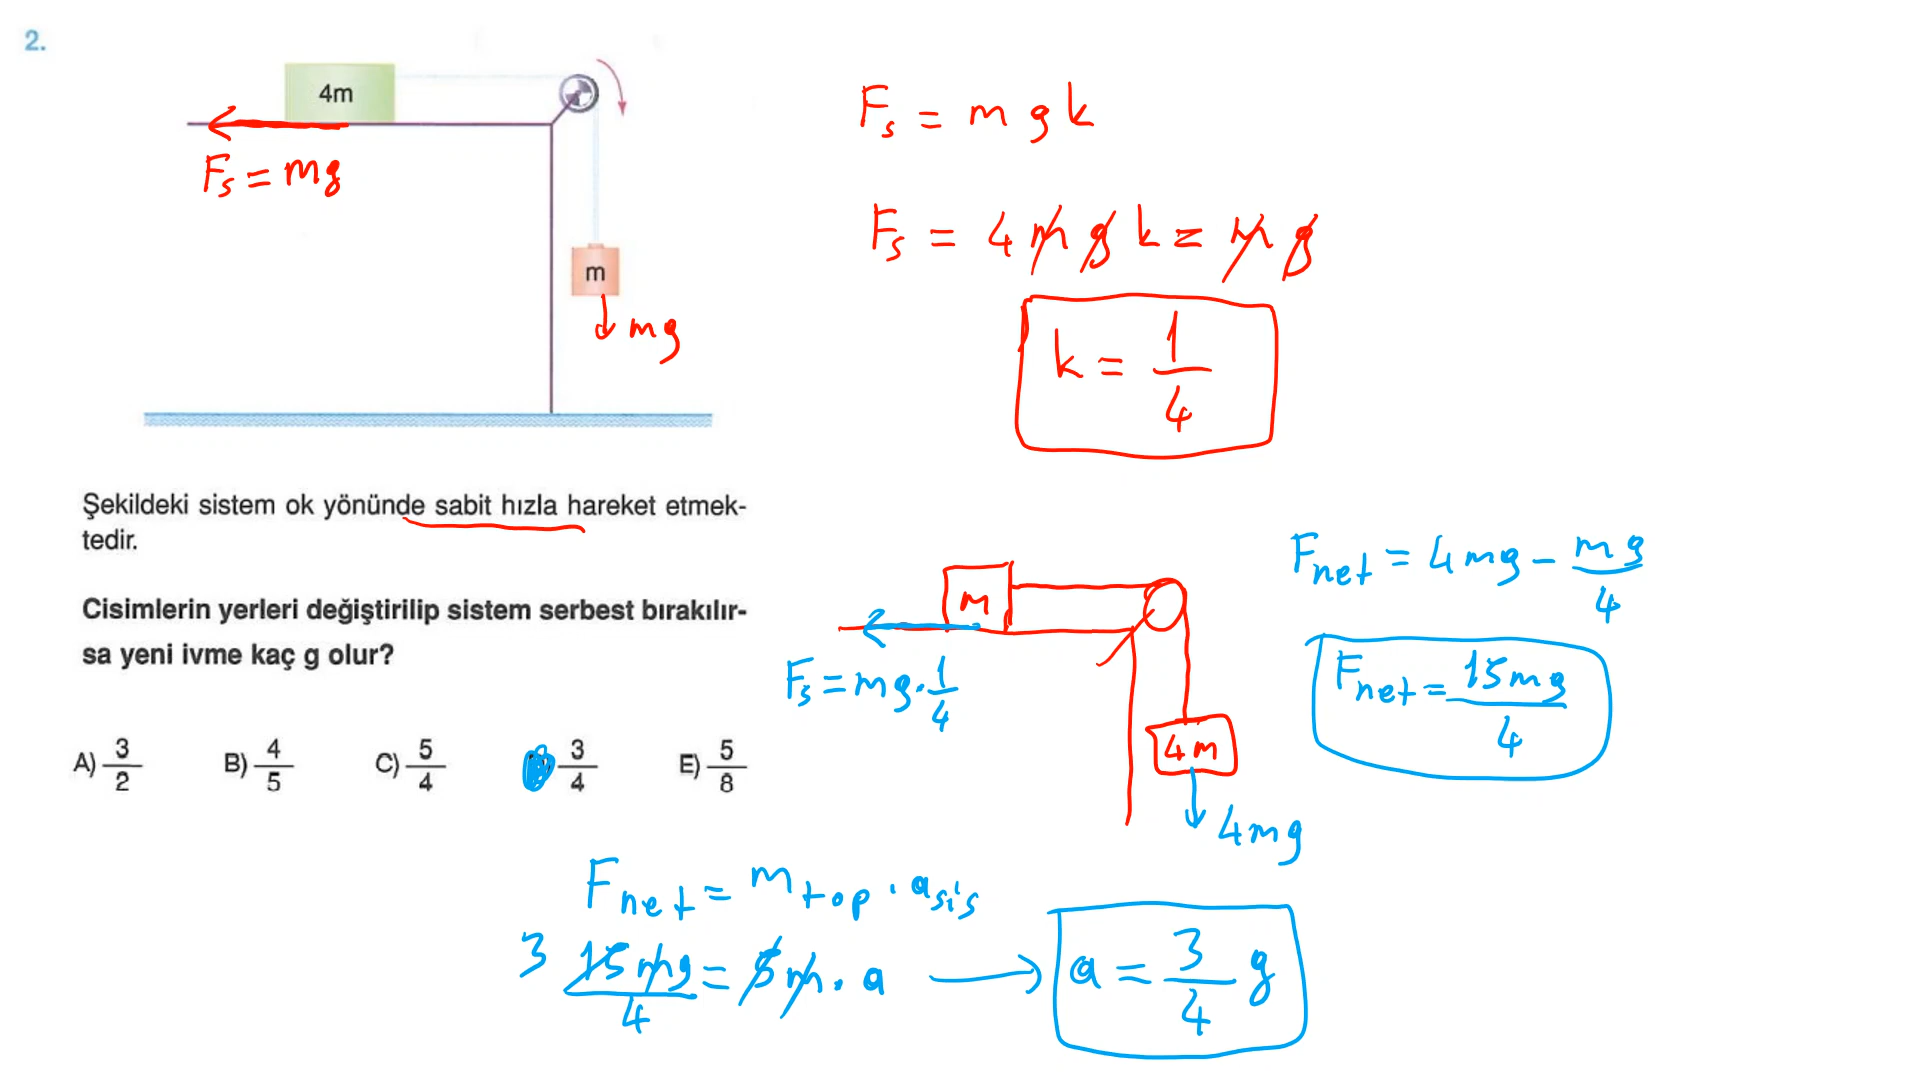 2.
4m
Fs = mg
m
mg
Fs = mgk
Fs = 4mgk = mg
k = 1/4
Şekildeki sistem ok yönünde sabit hızla hareket etmek-
tedir.
Cisimlerin yerleri değiştirilip sistem serbest bırakılır-
sa yeni ivme kaç g olur?
A) 3/2 B) 4/5 C) 5/4 3/4 E) 5/8
m
Fs = mg.1/4
4m
4mg
Fnet = 4mg - mg/4
Fnet = 15mg/4
Fnet = mtop . asis
3 15mg/4 = 5m . a → a = 3/4 g